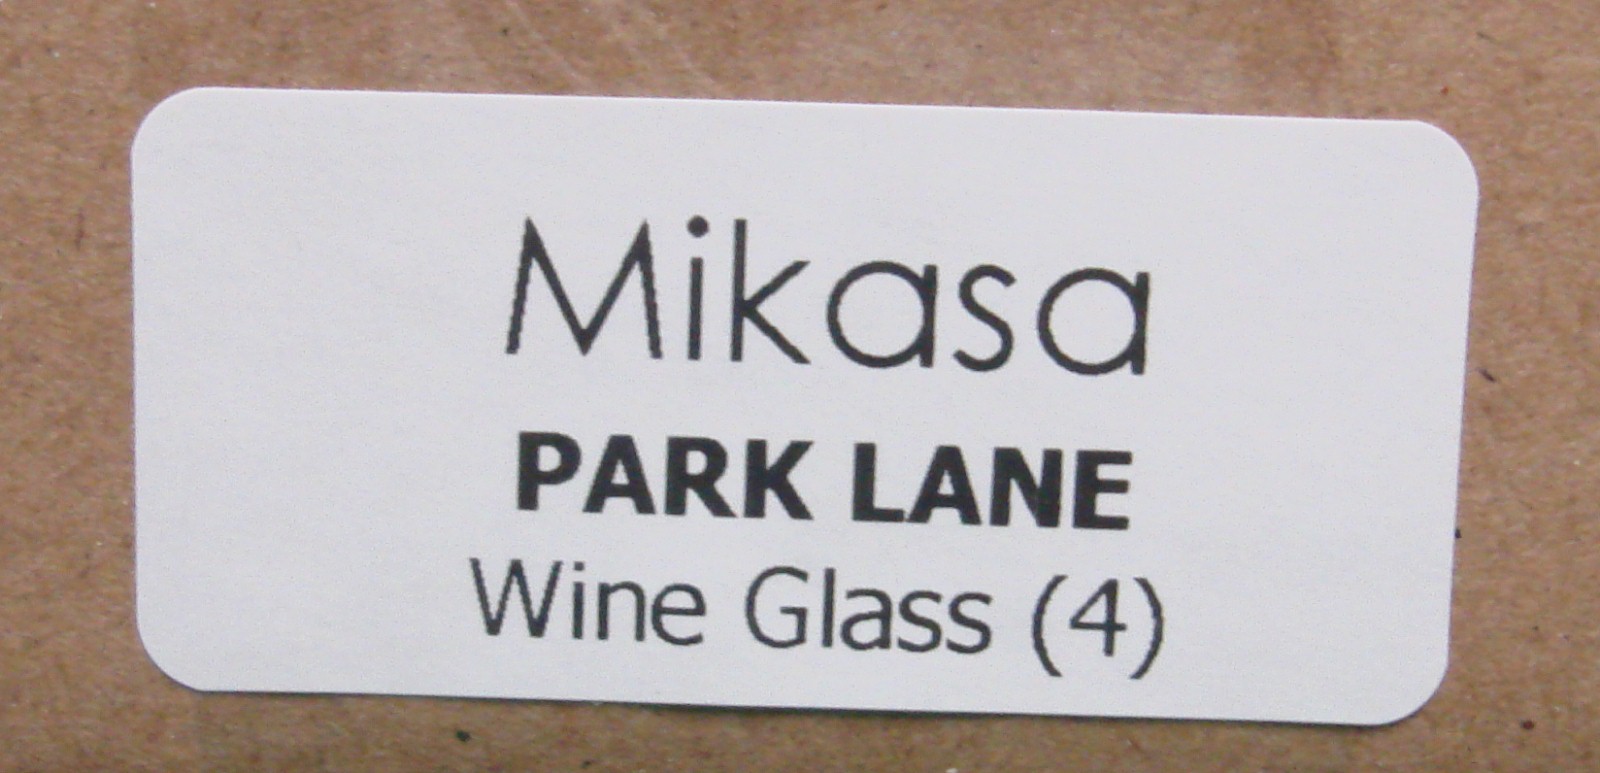 Mikasa
PARK LANE
Wine Glass (4)